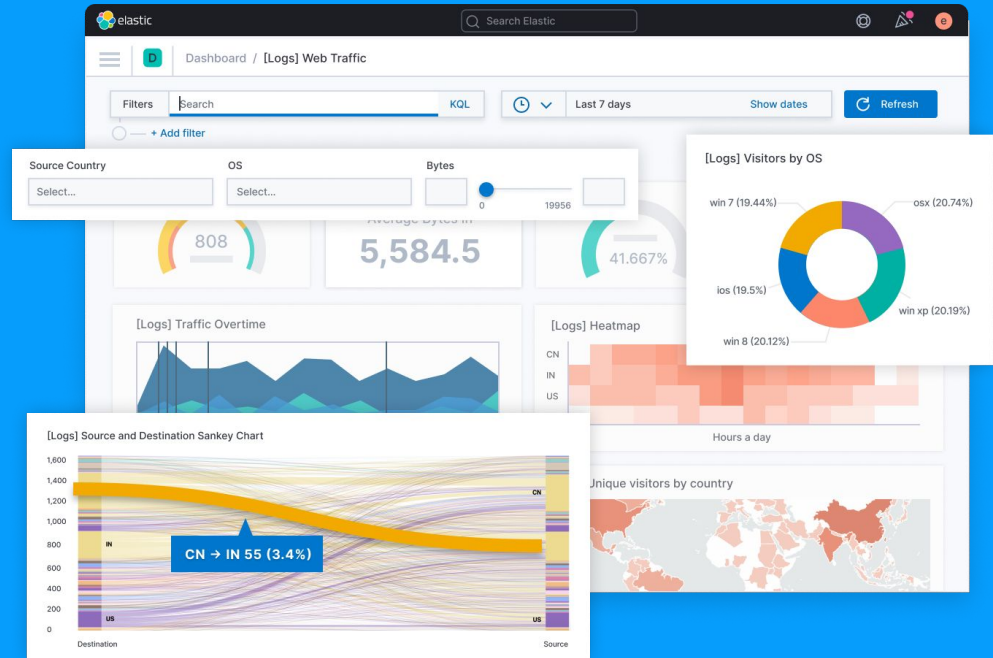 elastic
Search Elastic
e
D
Dashboard / [Logs] Web Traffic
Filters
Search
KQL
Last 7 days
Show dates
Refresh
+ Add filter
Source Country
OS
Bytes
Select...
Select...
0
19956
[Logs] Visitors by OS
win 7 (19.44%)
osx (20.74%)
ios (19.5%)
win xp (20.19%)
win 8 (20.12%)
808
Average Bytes In
5,584.5
41.667%
[Logs] Traffic Overtime
[Logs] Heatmap
CN
IN
US
Hours a day
[Logs] Source and Destination Sankey Chart
1,600
1,400
1,200
1,000
800
600
400
200
0
CN
IN
US
US
CN → IN 55 (3.4%)
Destination
Source
Unique visitors by country